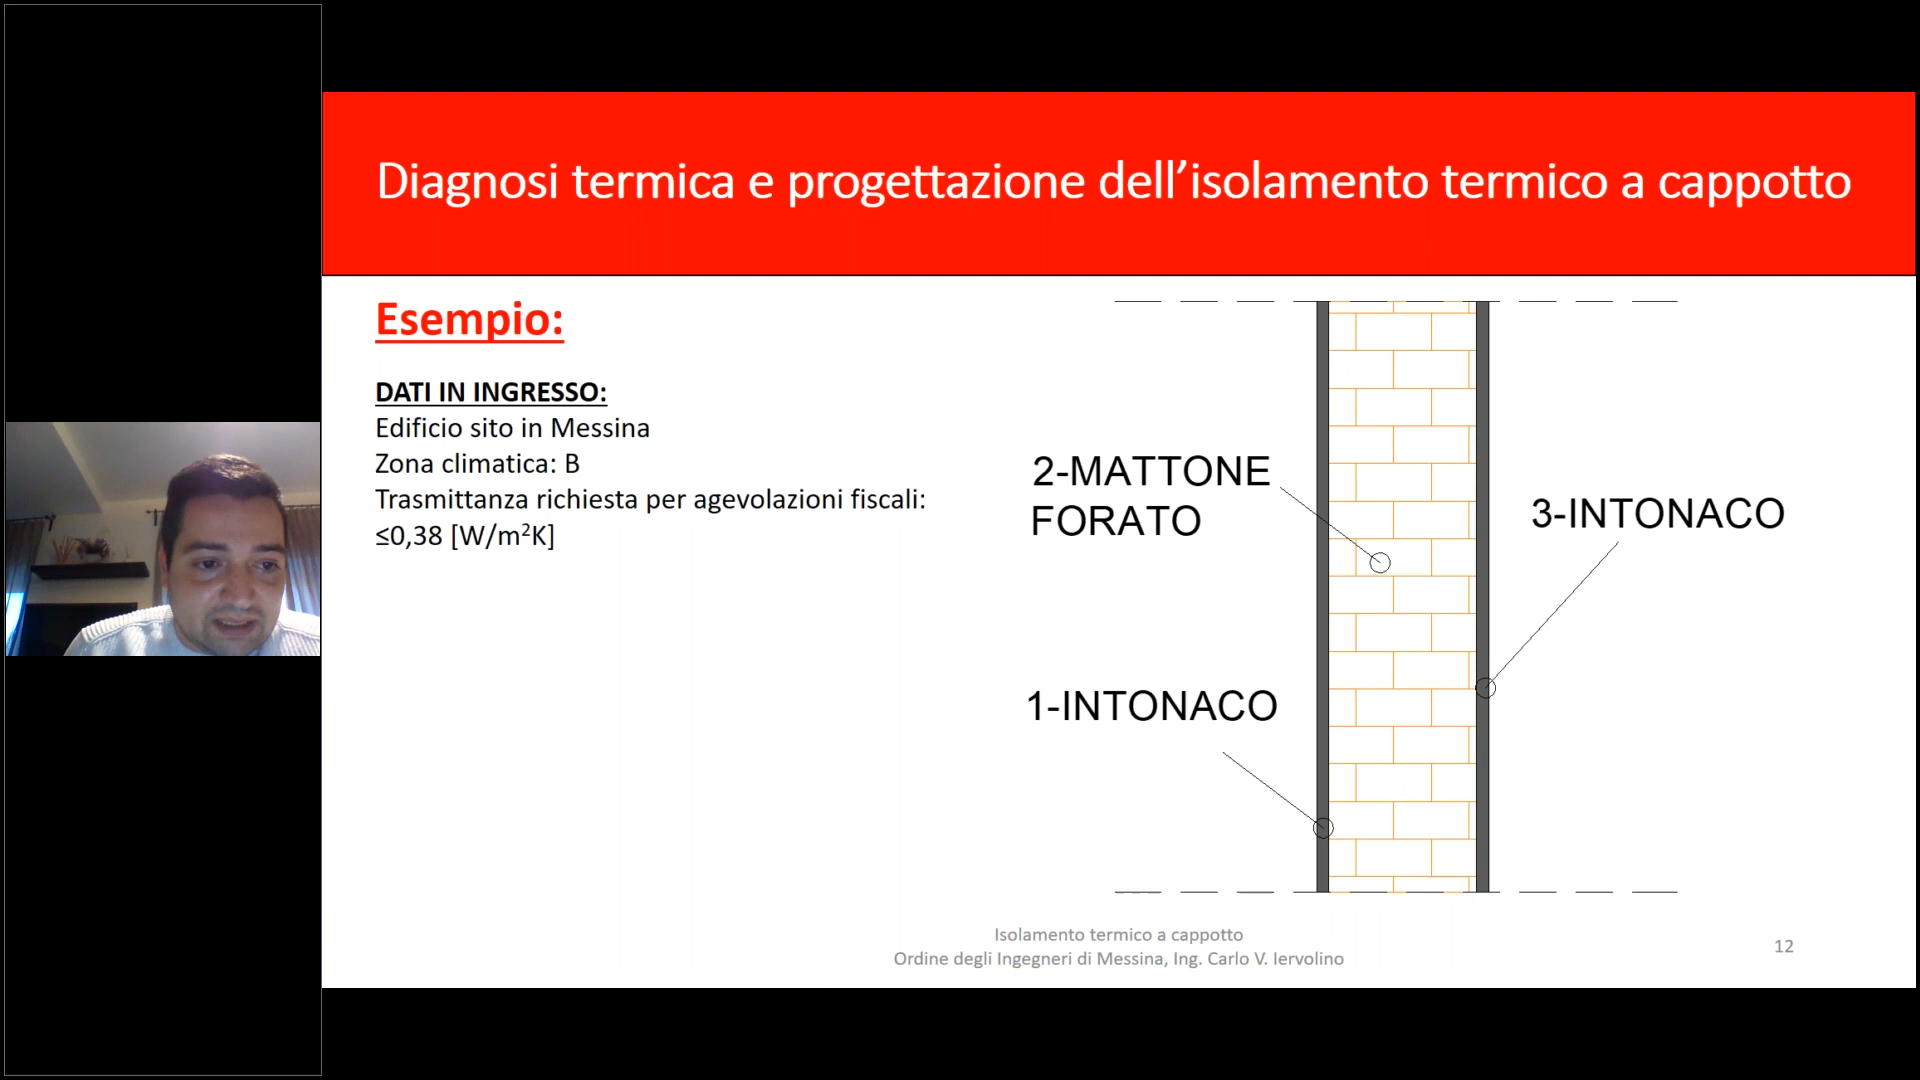 Diagnosi termica e progettazione dell’isolamento termico a cappotto
Esempio:
DATI IN INGRESSO:
Edificio sito in Messina
Zona climatica: B
Trasmittanza richiesta per agevolazioni fiscali:
≤0,38 [W/m²K]
2-MATTONE
FORATO
3-INTONACO
1-INTONACO
Isolamento termico a cappotto
Ordine degli Ingegneri di Messina, Ing. Carlo V. Iervolino
12